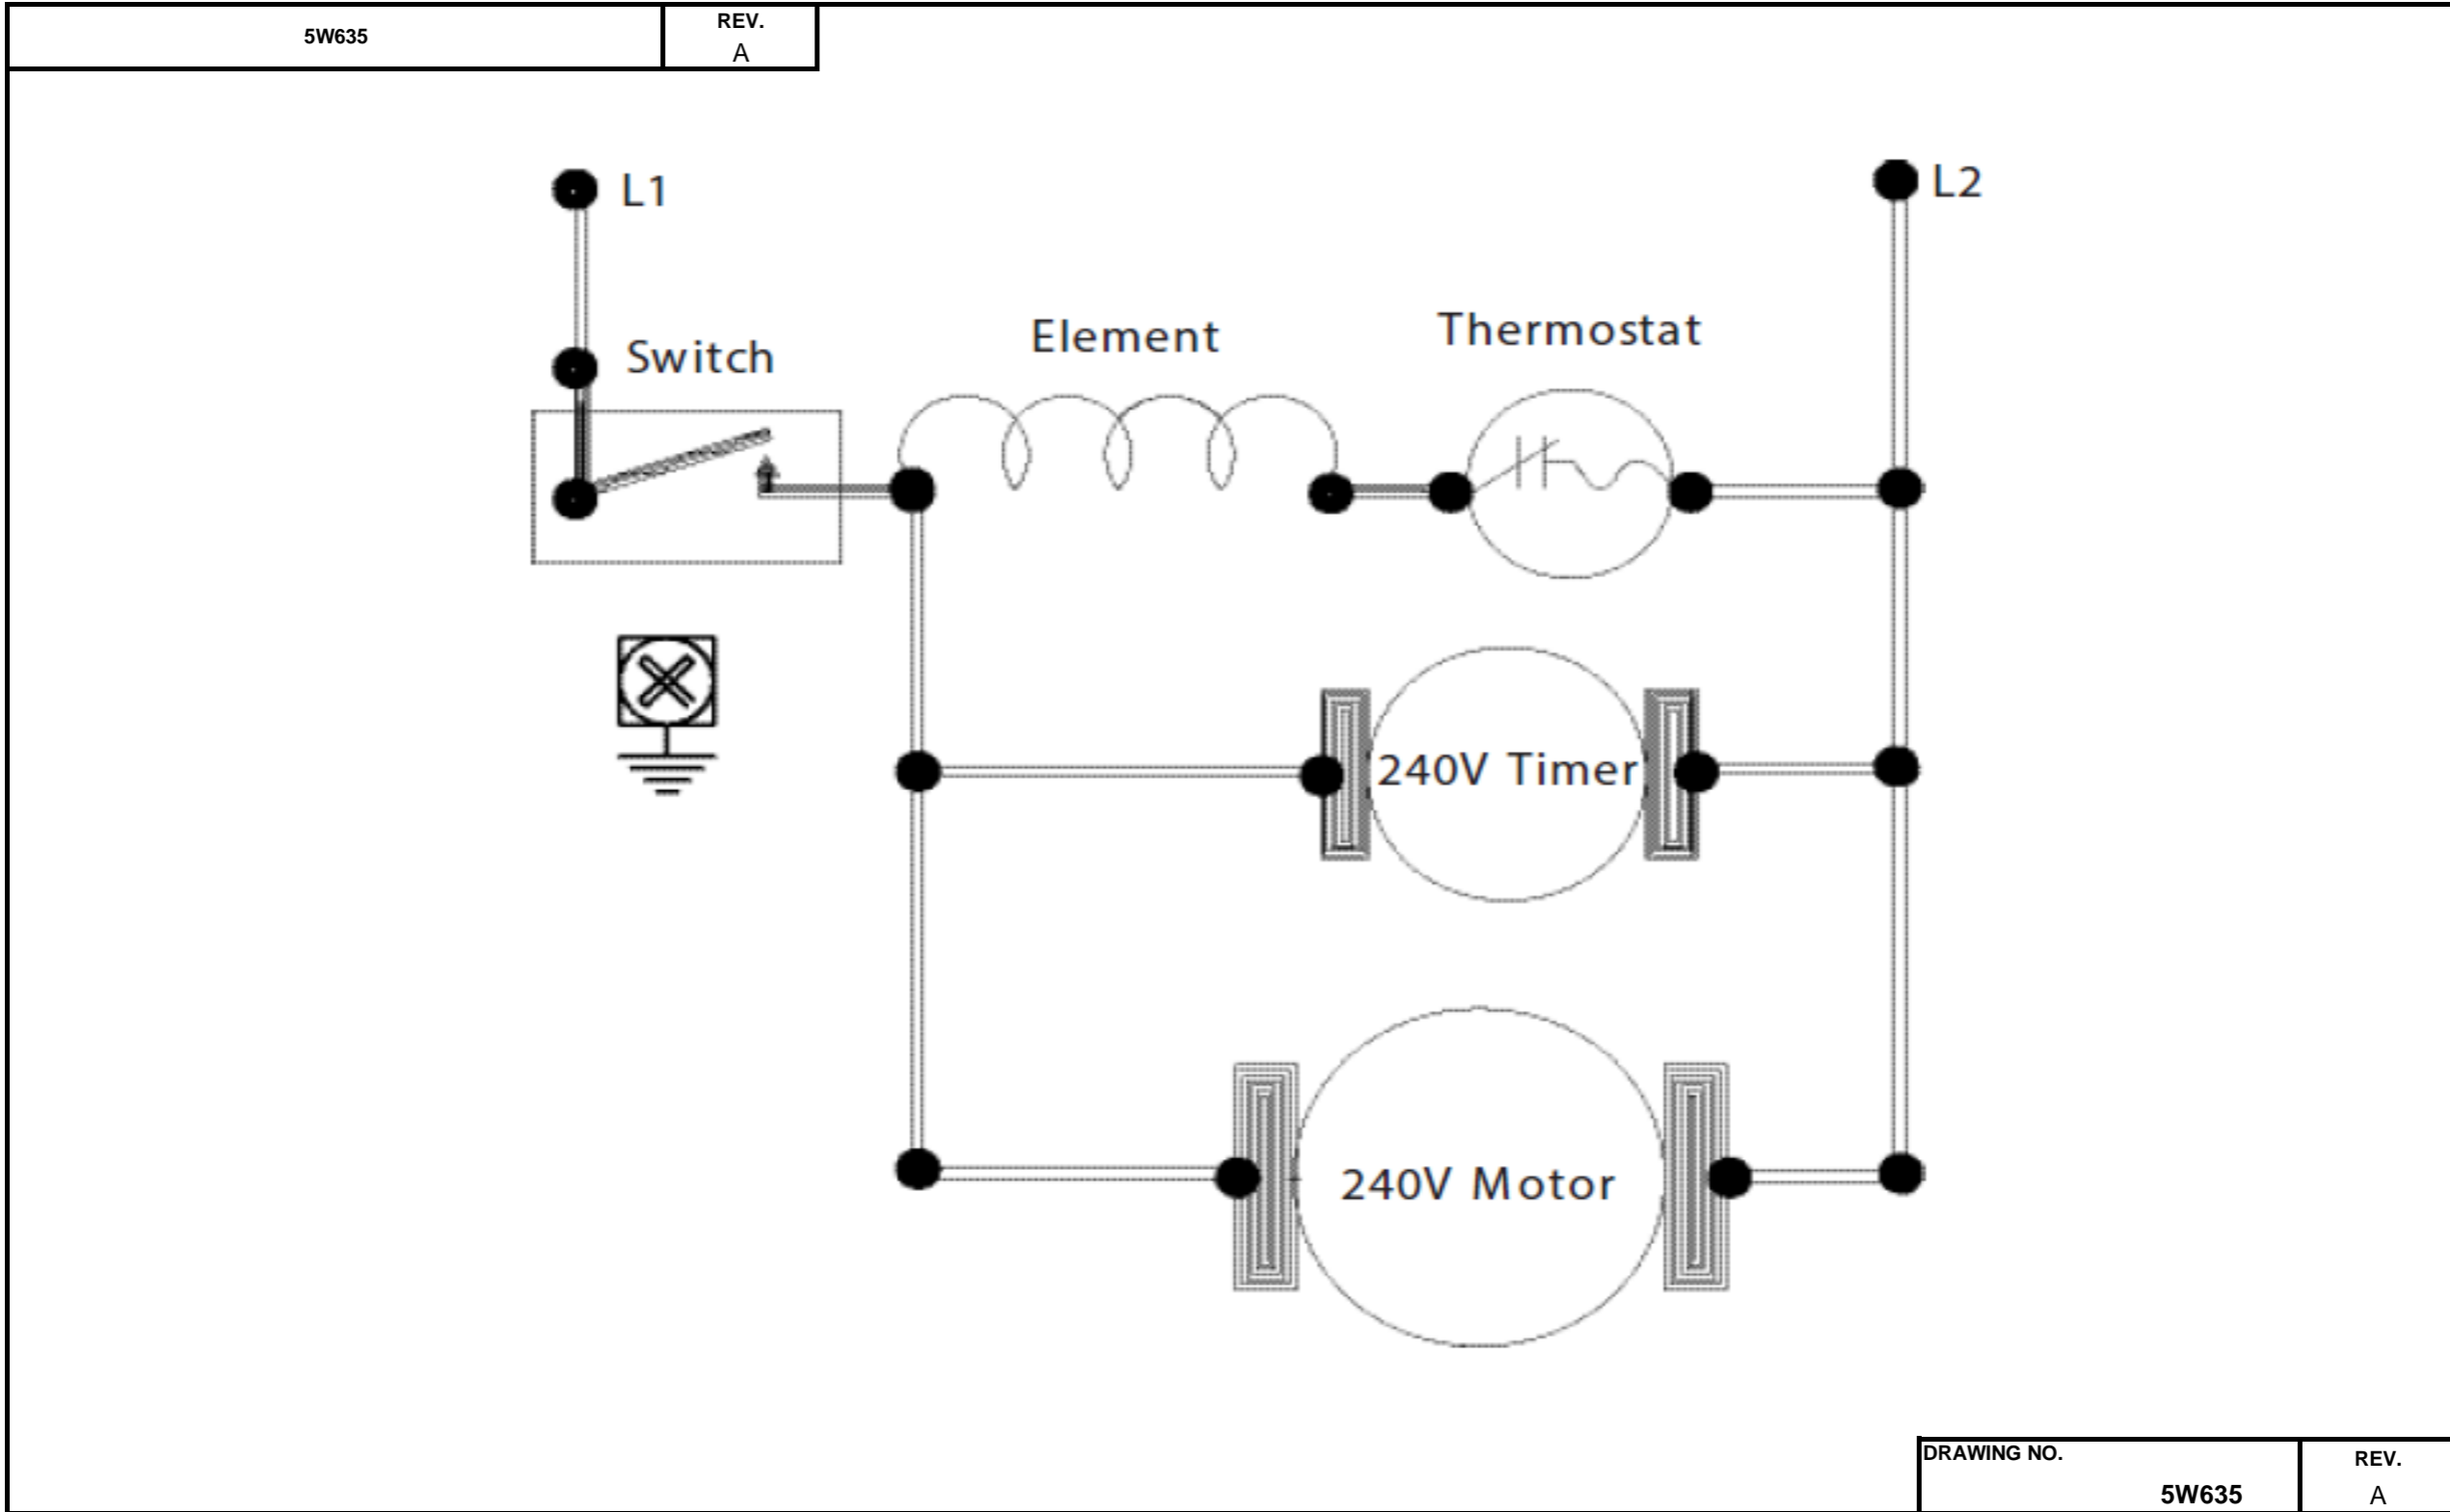 5W635
REV.
A
L1
L2
Switch
Element
Thermostat
240V Timer
240V Motor
DRAWING NO.
5W635
REV.
A